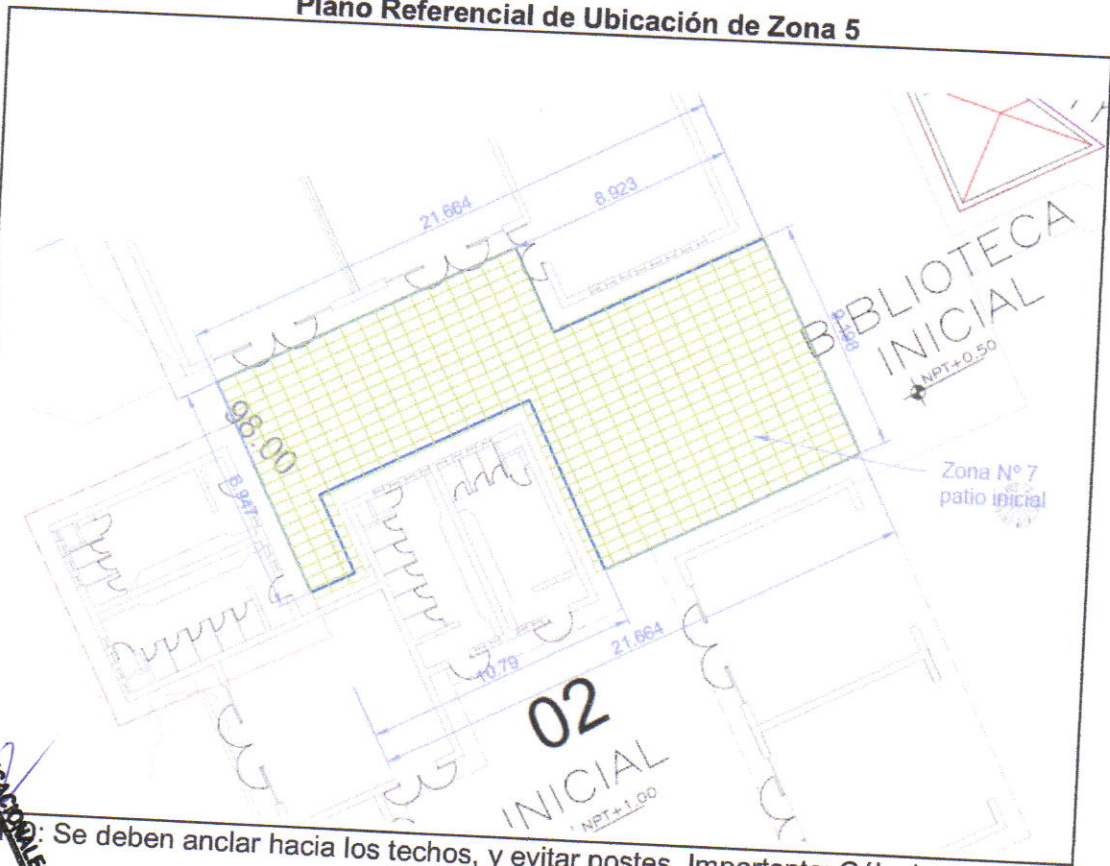 Plano Referencial de Ubicación de Zona 5
21.664
8.923
BIBLIOTECA
INICIAL
NPT+0.50
9.198
98.00
8.947
Zona Nº 7
patio inicial
10.79
21.664
02
INICIAL
NPT+1.00
: Se deben anclar hacia los techos, y evitar postes. Importante: